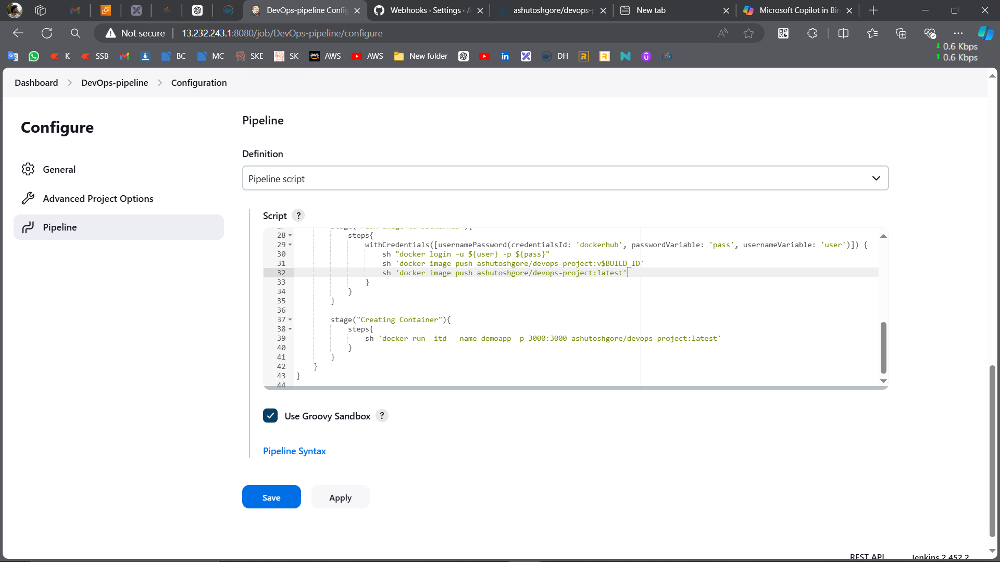 DevOps-pipeline Config
Webhooks · Settings · A
ashutoshgore/devops-p
New tab
Microsoft Copilot in Bin
Not secure
13.232.243.1:8080/job/DevOps-pipeline/configure
K
SSB
BC
MC
SKE
SK
aws
AWS
AWS
New folder
in
DH
0.6 Kbps
0.6 Kbps
Dashboard > DevOps-pipeline > Configuration
Configure
General
Advanced Project Options
Pipeline
Pipeline
Definition
Pipeline script
Script ?
28 steps{
29 withCredentials([usernamePassword(credentialsId: 'dockerhub', passwordVariable: 'pass', usernameVariable: 'user')]) {
30 sh "docker login -u ${user} -p ${pass}"
31 sh 'docker image push ashutoshgore/devops-project:v$BUILD_ID'
32 sh 'docker image push ashutoshgore/devops-project:latest'
33 }
34 }
35 }
36
37 stage("Creating Container"){
38 steps{
39 sh 'docker run -itd --name demoapp -p 3000:3000 ashutoshgore/devops-project:latest'
40 }
41 }
42 }
43 }
44
Use Groovy Sandbox ?
Pipeline Syntax
Save
Apply
REST API
Jenkins 2.452.2